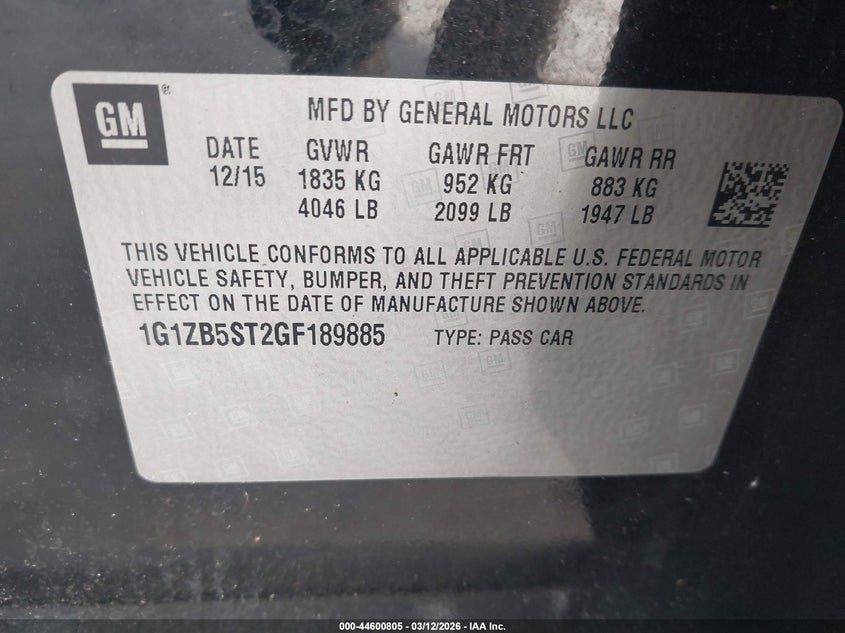 GM ®
MFD BY GENERAL MOTORS LLC
DATE GVWR GAWR FRT GAWR RR
12/15 1835 KG 952 KG 883 KG
4046 LB 2099 LB 1947 LB
THIS VEHICLE CONFORMS TO ALL APPLICABLE U.S. FEDERAL MOTOR
VEHICLE SAFETY, BUMPER, AND THEFT PREVENTION STANDARDS IN
EFFECT ON THE DATE OF MANUFACTURE SHOWN ABOVE.
1G1ZB5ST2GF189885 TYPE: PASS CAR
000-44600805 - 03/12/2026 - IAA Inc.